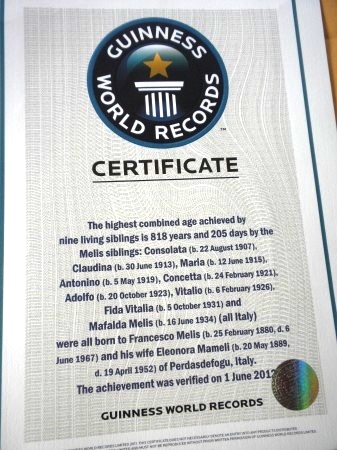 GUINNESS
WORLD RECORDS
TM
CERTIFICATE
The highest combined age achieved by
nine living siblings is 818 years and 205 days by the
Melis siblings: Consolata (b. 22 August 1907),
Claudina (b. 30 June 1913), Maria (b. 12 June 1915),
Antonino (b. 5 May 1919), Concetta (b. 24 February 1921),
Adolfo (b. 20 October 1923), Vitalio (b. 6 February 1926),
Fida Vitalia (b. 5 October 1931) and
Mafalda Melis (b. 16 June 1934) (all Italy)
were all born to Francesco Melis (b. 25 February 1880, d. 6
June 1967) and his wife Eleonora Mameli (b. 20 May 1889,
d. 19 April 1952) of Perdasdefogu, Italy.
The achievement was verified on 1 June 2012
GUINNESS WORLD RECORDS